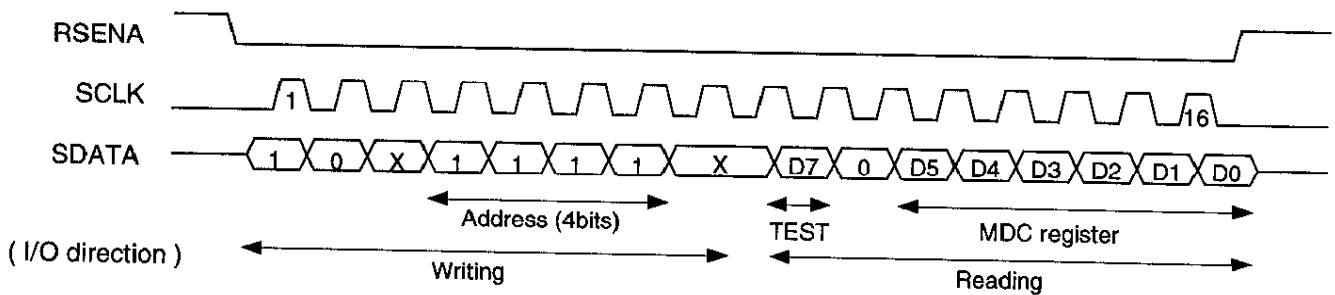 RSENA
SCLK 1 16
SDATA 1 0 X 1 1 1 1 X D7 0 D5 D4 D3 D2 D1 D0
Address (4bits) TEST MDC register
( I/O direction ) Writing Reading